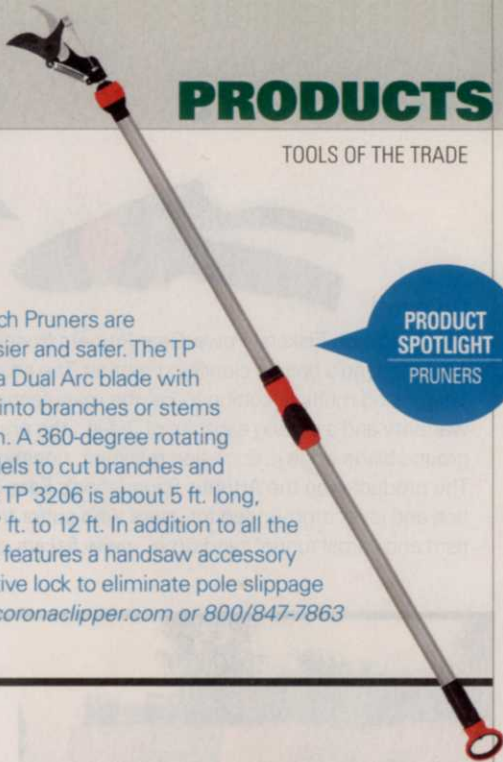 PRODUCTS
TOOLS OF THE TRADE
ch Pruners are
sier and safer. The TP
a Dual Arc blade with
into branches or stems
n. A 360-degree rotating
dels to cut branches and
TP 3206 is about 5 ft. long,
7 ft. to 12 ft. In addition to all the
features a handsaw accessory
tive lock to eliminate pole slippage
coronaclipper.com or 800/847-7863
PRODUCT
SPOTLIGHT
PRUNERS